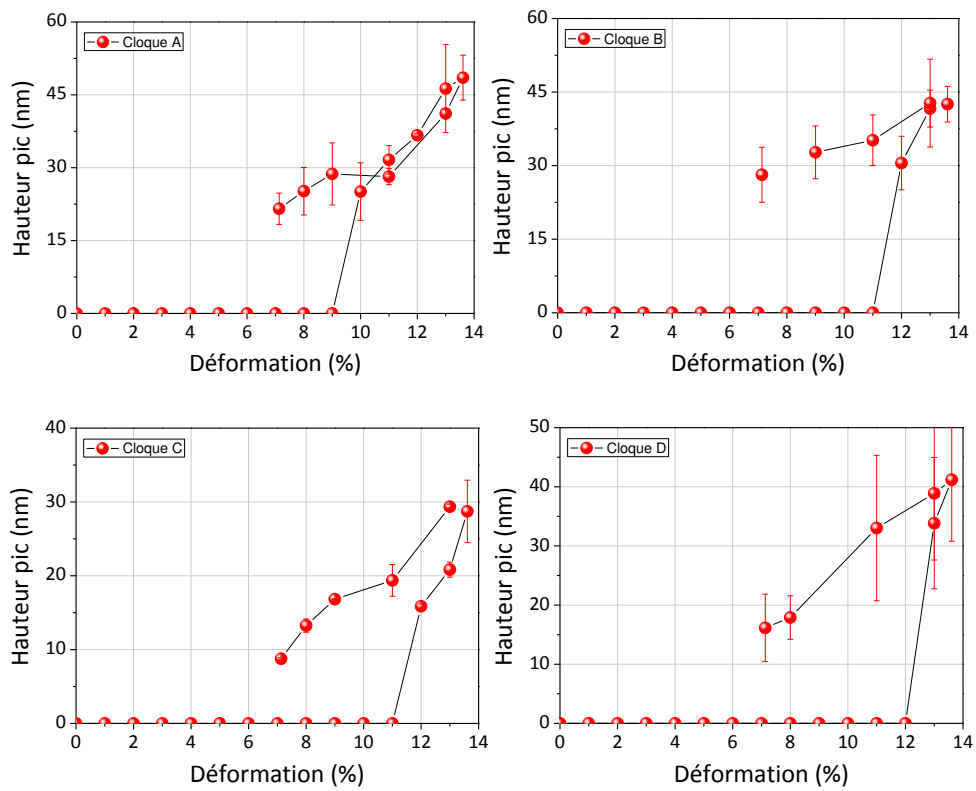 60
45
30
15
0
Hauteur pic (nm)
Cloque A
0 2 4 6 8 10 12 14
Déformation (%)
60
45
30
15
0
Hauteur pic (nm)
Cloque B
0 2 4 6 8 10 12 14
Déformation (%)
40
30
20
10
0
Hauteur pic (nm)
Cloque C
0 2 4 6 8 10 12 14
Déformation (%)
50
40
30
20
10
0
Hauteur pic (nm)
Cloque D
0 2 4 6 8 10 12 14
Déformation (%)